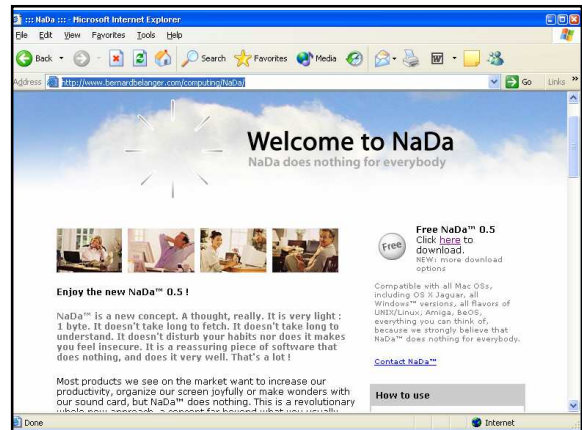 ::: NaDa ::: - Microsoft Internet Explorer
File Edit View Favorites Tools Help
Back Search Favorites Media
Address http://www.bernardbelanger.com/computing/NaDa/ Go Links »
Welcome to NaDa
NaDa does nothing for everybody
Enjoy the new NaDa™ 0.5 !
NaDa™ is a new concept. A thought, really. It is very light :
1 byte. It doesn't take long to fetch. It doesn't take long to
understand. It doesn't disturb your habits nor does it makes
you feel insecure. It is a reassuring piece of software that
does nothing, and does it very well. That's a lot !
Most products we see on the market want to increase our
productivity, organize our screen joyfully or make wonders with
our sound card, but NaDa™ does nothing. This is a revolutionary
whole new approach, a concept far beyond what you usually
Free
Free NaDa™ 0.5
Click here to
download.
NEW: more download
options
Compatible with all Mac OSs,
including OS X Jaguar, all
Windows™ versions, all flavors of
UNIX/Linux, Amiga, BeOS,
everything you can think of,
because we strongly believe that
NaDa™ does nothing for everybody.
Contact NaDa™
How to use
Done Internet